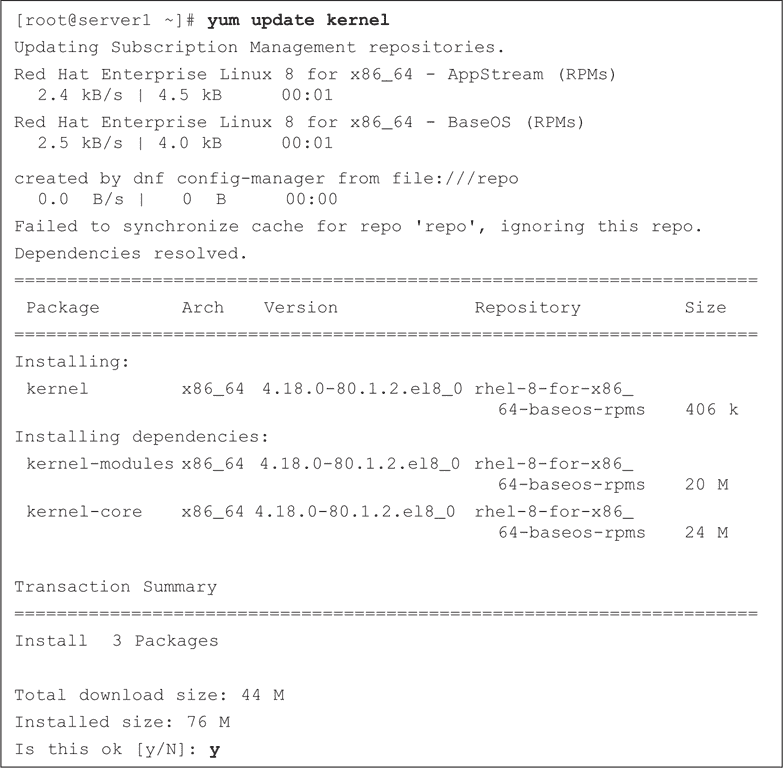 [root@server1 ~]# yum update kernel
Updating Subscription Management repositories.
Red Hat Enterprise Linux 8 for x86_64 - AppStream (RPMs)
2.4 kB/s | 4.5 kB 00:01
Red Hat Enterprise Linux 8 for x86_64 - BaseOS (RPMs)
2.5 kB/s | 4.0 kB 00:01
created by dnf config-manager from file:///repo
0.0 B/s | 0 B 00:00
Failed to synchronize cache for repo 'repo', ignoring this repo.
Dependencies resolved.
======================================================================
Package Arch Version Repository Size
======================================================================
Installing:
kernel x86_64 4.18.0-80.1.2.el8_0 rhel-8-for-x86_
64-baseos-rpms 406 k
Installing dependencies:
kernel-modules x86_64 4.18.0-80.1.2.el8_0 rhel-8-for-x86_
64-baseos-rpms 20 M
kernel-core x86_64 4.18.0-80.1.2.el8_0 rhel-8-for-x86_
64-baseos-rpms 24 M
Transaction Summary
======================================================================
Install 3 Packages
Total download size: 44 M
Installed size: 76 M
Is this ok [y/N]: y